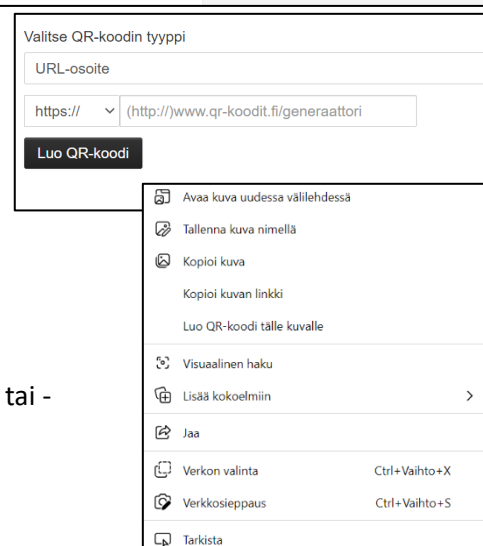 Valitse QR-koodin tyyppi
URL-osoite
https:// (http://)www.qr-koodit.fi/generaattori
Luo QR-koodi
Avaa kuva uudessa välilehdessä
Tallenna kuva nimellä
Kopioi kuva
Kopioi kuvan linkki
Luo QR-koodi tälle kuvalle
Visuaalinen haku
tai -
Lisää kokoelmiin
Jaa
Verkon valinta Ctrl+Vaihto+X
Verkkosieppaus Ctrl+Vaihto+S
Tarkista